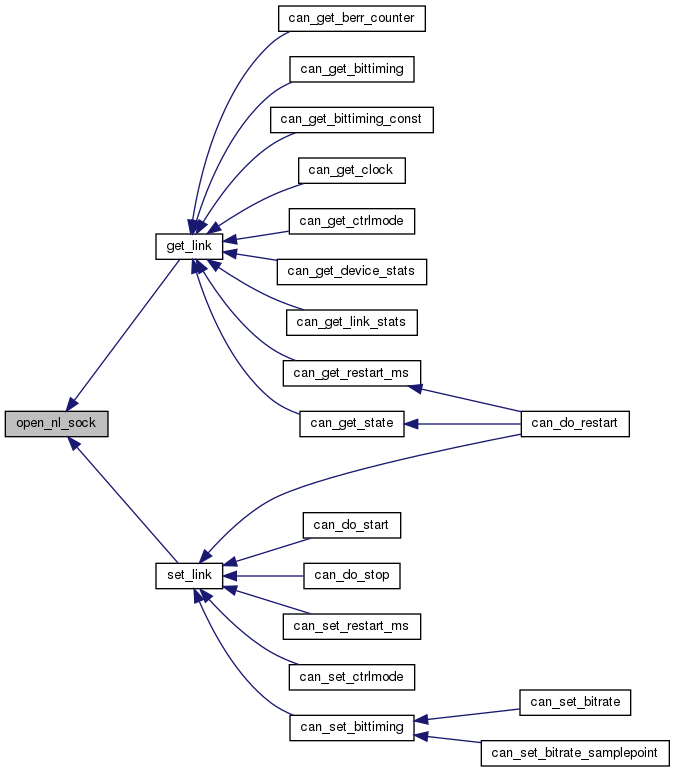 can_get_berr_counter
can_get_bittiming
can_get_bittiming_const
can_get_clock
can_get_ctrlmode
get_link
can_get_device_stats
can_get_link_stats
can_get_restart_ms
open_nl_sock
can_get_state
can_do_restart
can_do_start
set_link
can_do_stop
can_set_restart_ms
can_set_ctrlmode
can_set_bitrate
can_set_bittiming
can_set_bitrate_samplepoint